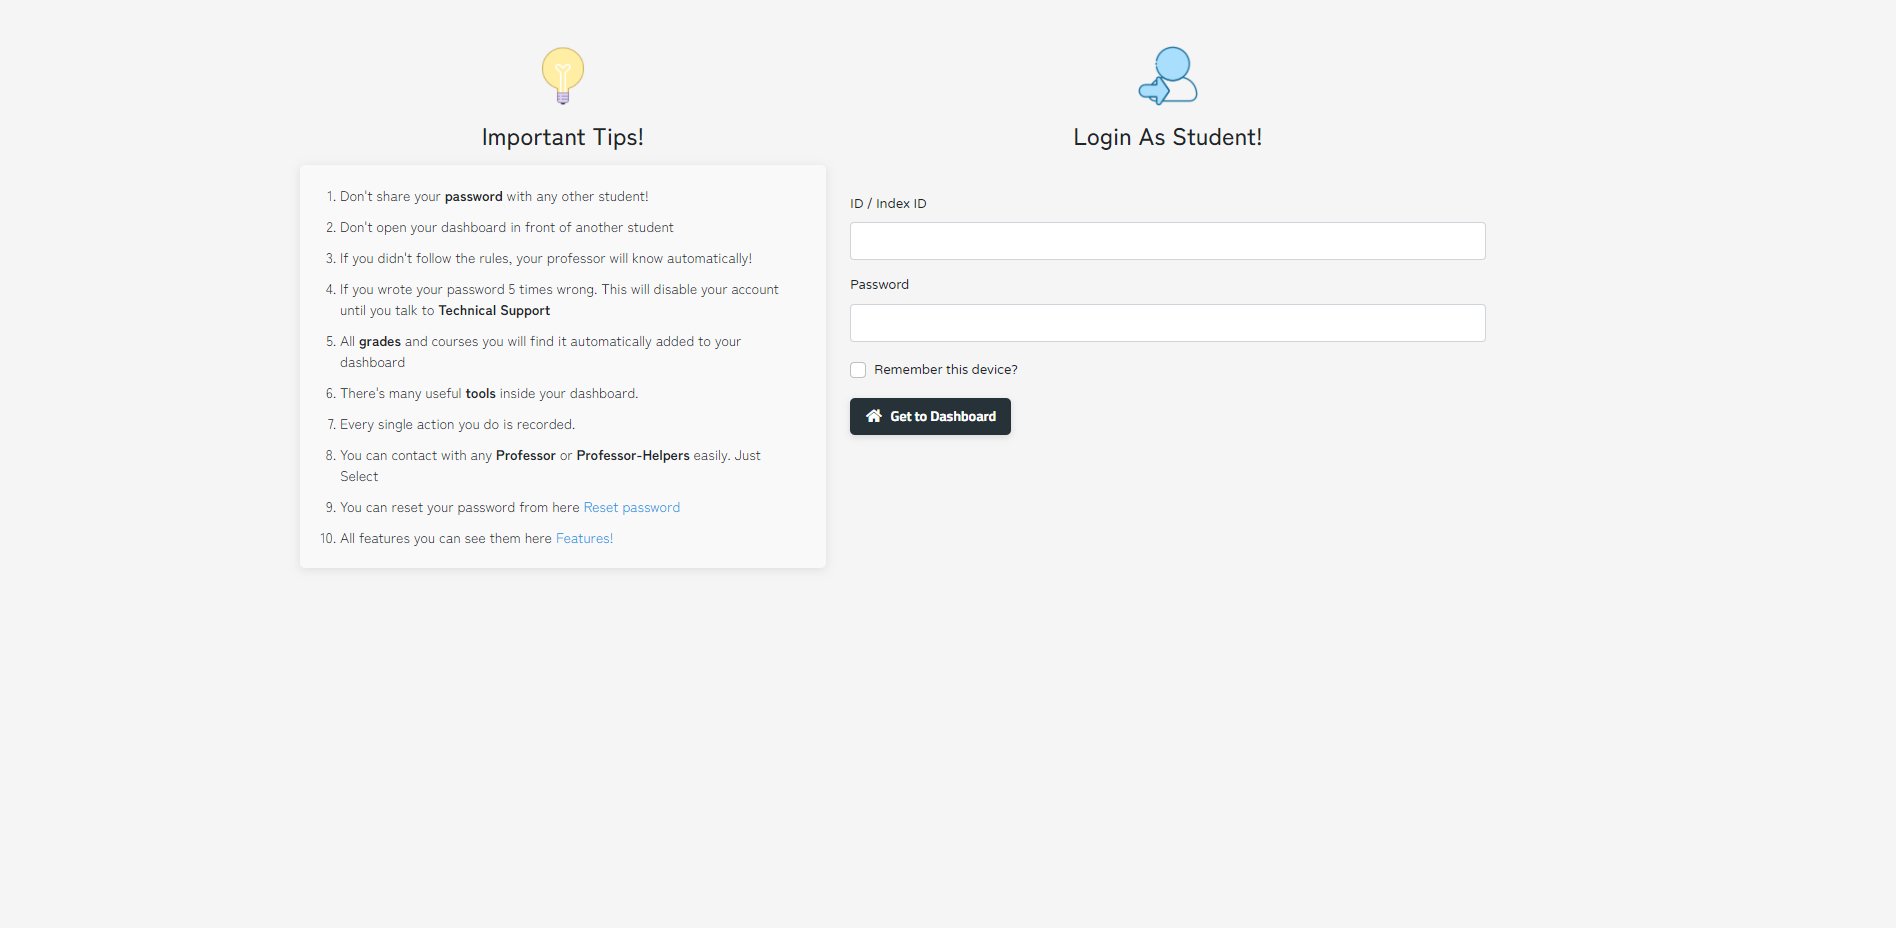 Important Tips!
1. Don't share your password with any other student!
2. Don't open your dashboard in front of another student
3. If you didn't follow the rules, your professor will know automatically!
4. If you wrote your password 5 times wrong. This will disable your account
until you talk to Technical Support
5. All grades and courses you will find it automatically added to your
dashboard
6. There's many useful tools inside your dashboard.
7. Every single action you do is recorded.
8. You can contact with any Professor or Professor-Helpers easily. Just
Select
9. You can reset your password from here Reset password
10. All features you can see them here Features!
Login As Student!
ID / Index ID
Password
Remember this device?
Get to Dashboard